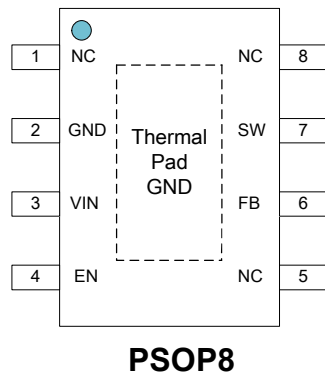 1 NC NC 8
2 GND SW 7
Thermal
Pad
GND
3 VIN FB 6
4 EN NC 5
PSOP8